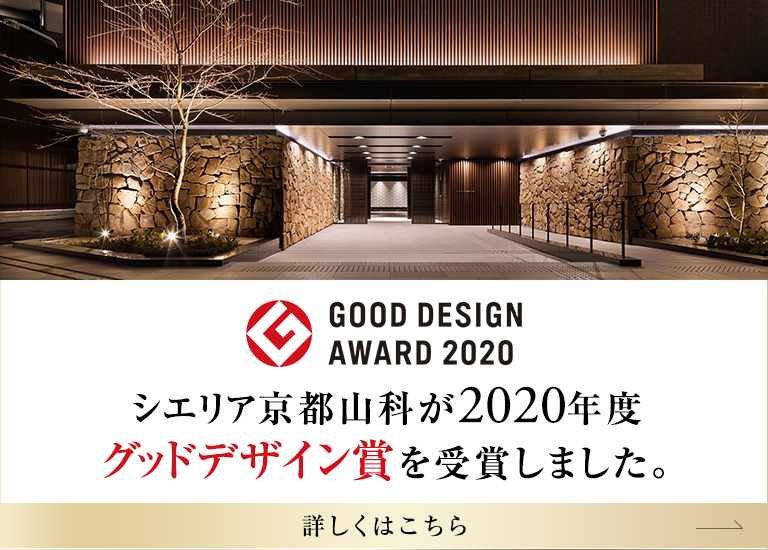 GOOD DESIGN
AWARD 2020
シエリア京都山科が2020年度
グッドデザイン賞を受賞しました。
詳しくはこちら